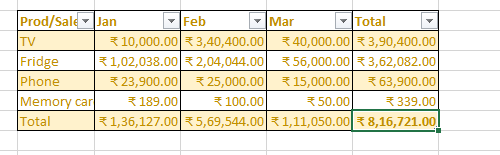 Prod/Sale Jan Feb Mar Total
TV ₹ 10,000.00 ₹ 3,40,400.00 ₹ 40,000.00 ₹ 3,90,400.00
Fridge ₹ 1,02,038.00 ₹ 2,04,044.00 ₹ 56,000.00 ₹ 3,62,082.00
Phone ₹ 23,900.00 ₹ 25,000.00 ₹ 15,000.00 ₹ 63,900.00
Memory car ₹ 189.00 ₹ 100.00 ₹ 50.00 ₹ 339.00
Total ₹ 1,36,127.00 ₹ 5,69,544.00 ₹ 1,11,050.00 ₹ 8,16,721.00